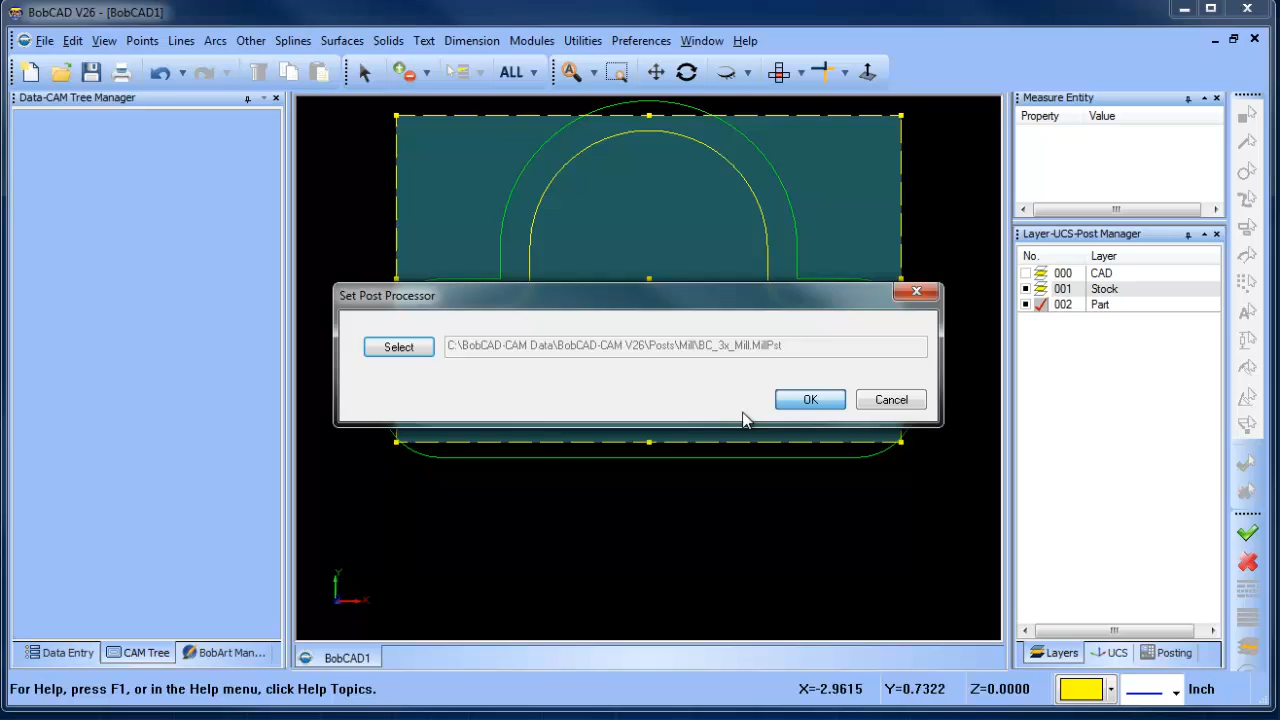 BobCAD V26 - [BobCAD1]
File Edit View Points Lines Arcs Other Splines Surfaces Solids Text Dimension Modules Utilities Preferences Window Help
ALL
Data-CAM Tree Manager
Measure Entity
Property Value
Layer-UCS-Post Manager
No. Layer
000 CAD
001 Stock
002 Part
Set Post Processor
Select C:\BobCAD-CAM Data\BobCAD-CAM V26\Posts\Mill\BC_3x_Mill.MillPst
OK Cancel
Y
X
Data Entry CAM Tree BobArt Man... BobCAD1 Layers UCS Posting
For Help, press F1, or in the Help menu, click Help Topics. X=-2.9615 Y=0.7322 Z=0.0000 Inch